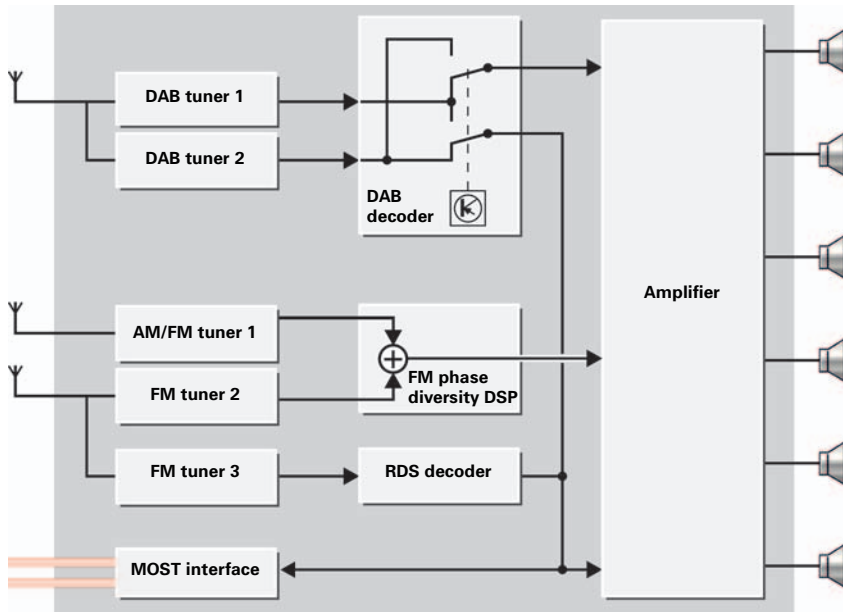 DAB tuner 1
DAB tuner 2
DAB
decoder
AM/FM tuner 1
FM tuner 2
FM phase
diversity DSP
FM tuner 3
RDS decoder
MOST interface
Amplifier